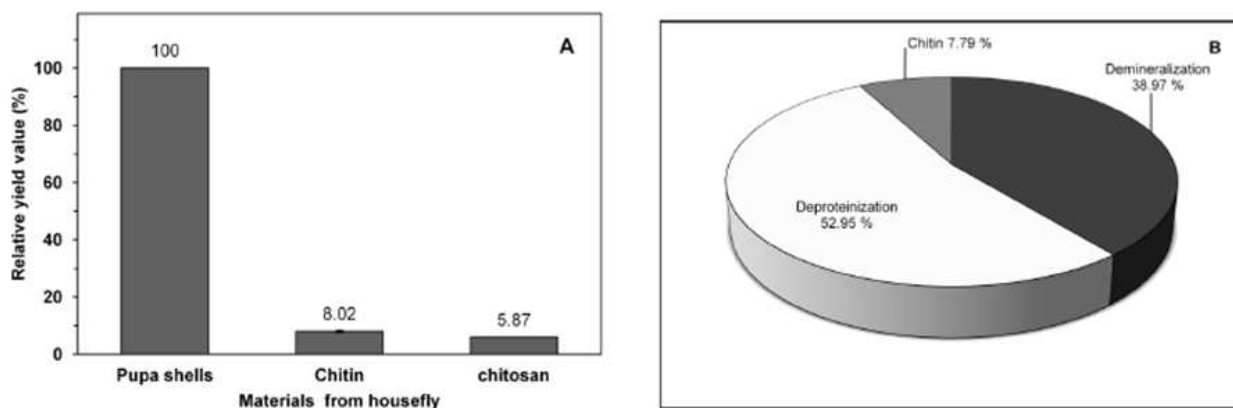 A
100
Relative yield value (%)
100
80
60
40
20
0
8.02
5.87
Pupa shells
Chitin
chitosan
Materials from housefly
B
Chitin 7.79 %
Demineralization
38.97 %
Deproteinization
52.95 %